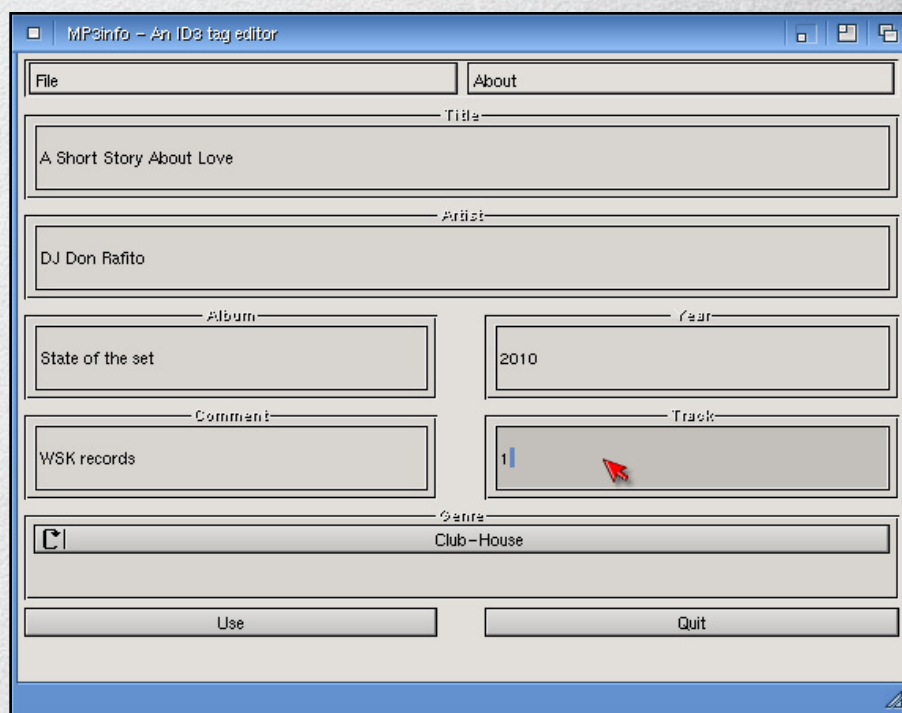 MP3info - An ID3 tag editor
File About
Title
A Short Story About Love
Artist
DJ Don Rafito
Album Year
State of the set 2010
Comment Track
WSK records 1
Genre
Club-House
Use Quit